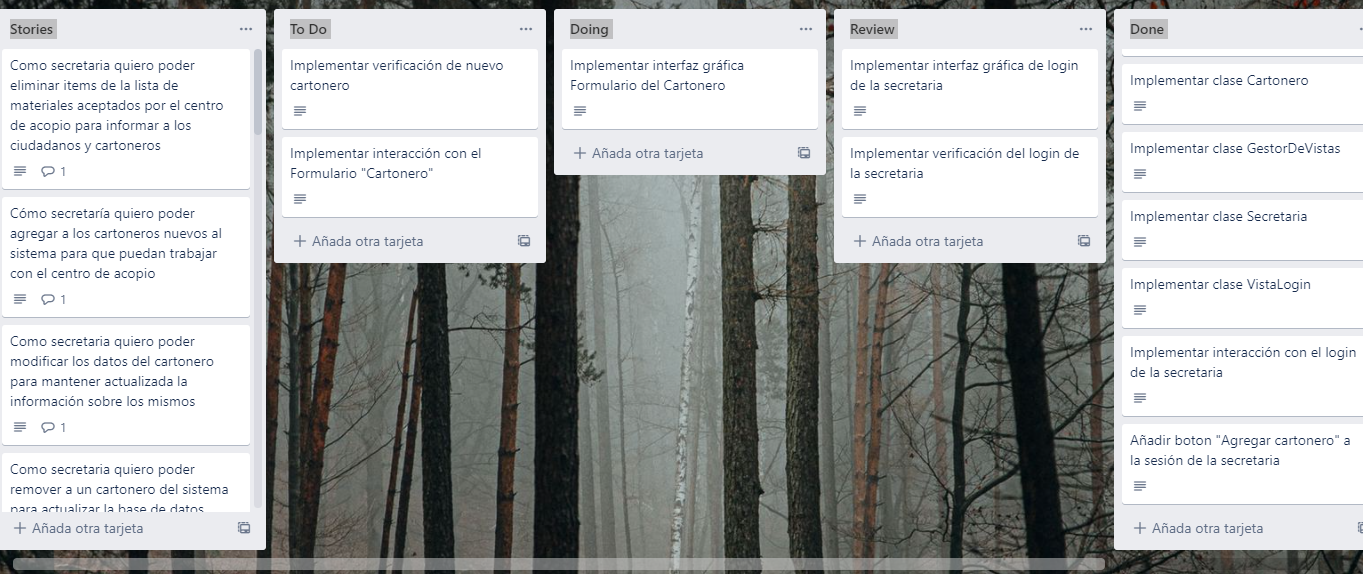 Stories
Como secretaria quiero poder
eliminar items de la lista de
materiales aceptados por el centro
de acopio para informar a los
ciudadanos y cartoneros
1
Cómo secretaría quiero poder
agregar a los cartoneros nuevos al
sistema para que puedan trabajar
con el centro de acopio
1
Como secretaria quiero poder
modificar los datos del cartonero
para mantener actualizada la
información sobre los mismos
1
Como secretaria quiero poder
remover a un cartonero del sistema
para actualizar la base de datos
Añada otra tarjeta
To Do
Implementar verificación de nuevo
cartonero
Implementar interacción con el
Formulario "Cartonero"
Añada otra tarjeta
Doing
Implementar interfaz gráfica
Formulario del Cartonero
Añada otra tarjeta
Review
Implementar interfaz gráfica de login
de la secretaria
Implementar verificación del login de
la secretaria
Añada otra tarjeta
Done
Implementar clase Cartonero
Implementar clase GestorDeVistas
Implementar clase Secretaria
Implementar clase VistaLogin
Implementar interacción con el login
de la secretaria
Añadir boton "Agregar cartonero" a
la sesión de la secretaria
Añada otra tarjeta